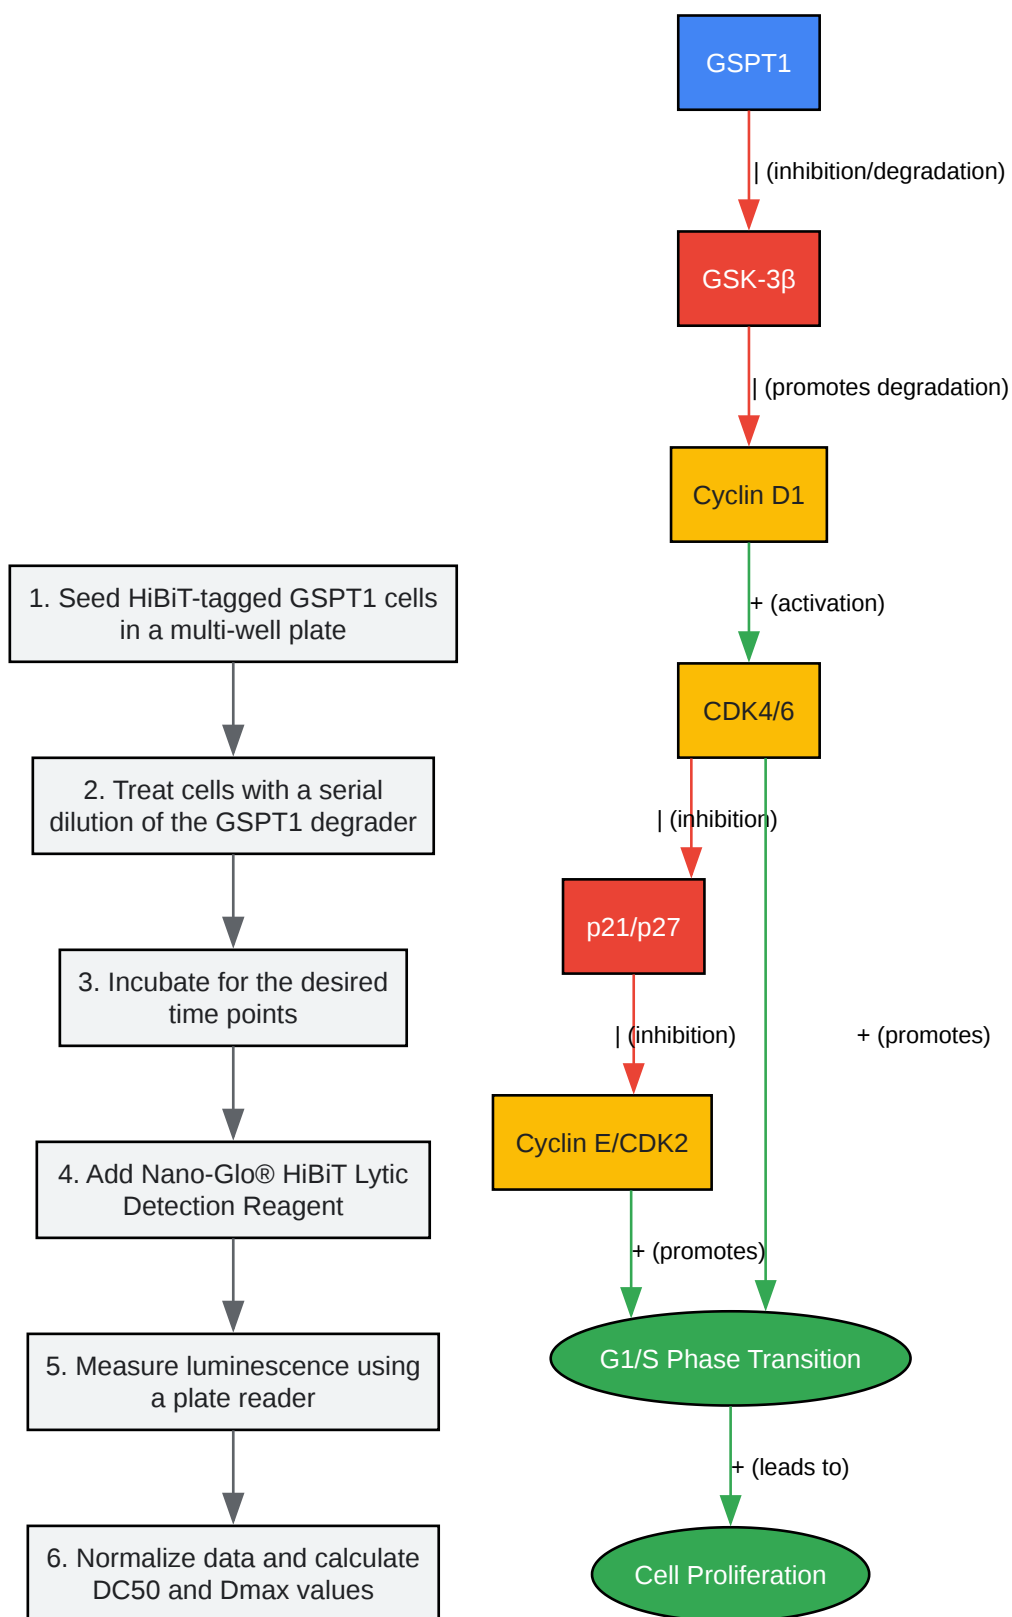 1. Seed HiBiT-tagged GSPT1 cells
in a multi-well plate
2. Treat cells with a serial
dilution of the GSPT1 degrader
3. Incubate for the desired
time points
4. Add Nano-Glo® HiBiT Lytic
Detection Reagent
5. Measure luminescence using
a plate reader
6. Normalize data and calculate
DC50 and Dmax values
GSPT1
| (inhibition/degradation)
GSK-3β
| (promotes degradation)
Cyclin D1
+ (activation)
CDK4/6
| (inhibition)
p21/p27
| (inhibition)
+ (promotes)
Cyclin E/CDK2
+ (promotes)
G1/S Phase Transition
+ (leads to)
Cell Proliferation